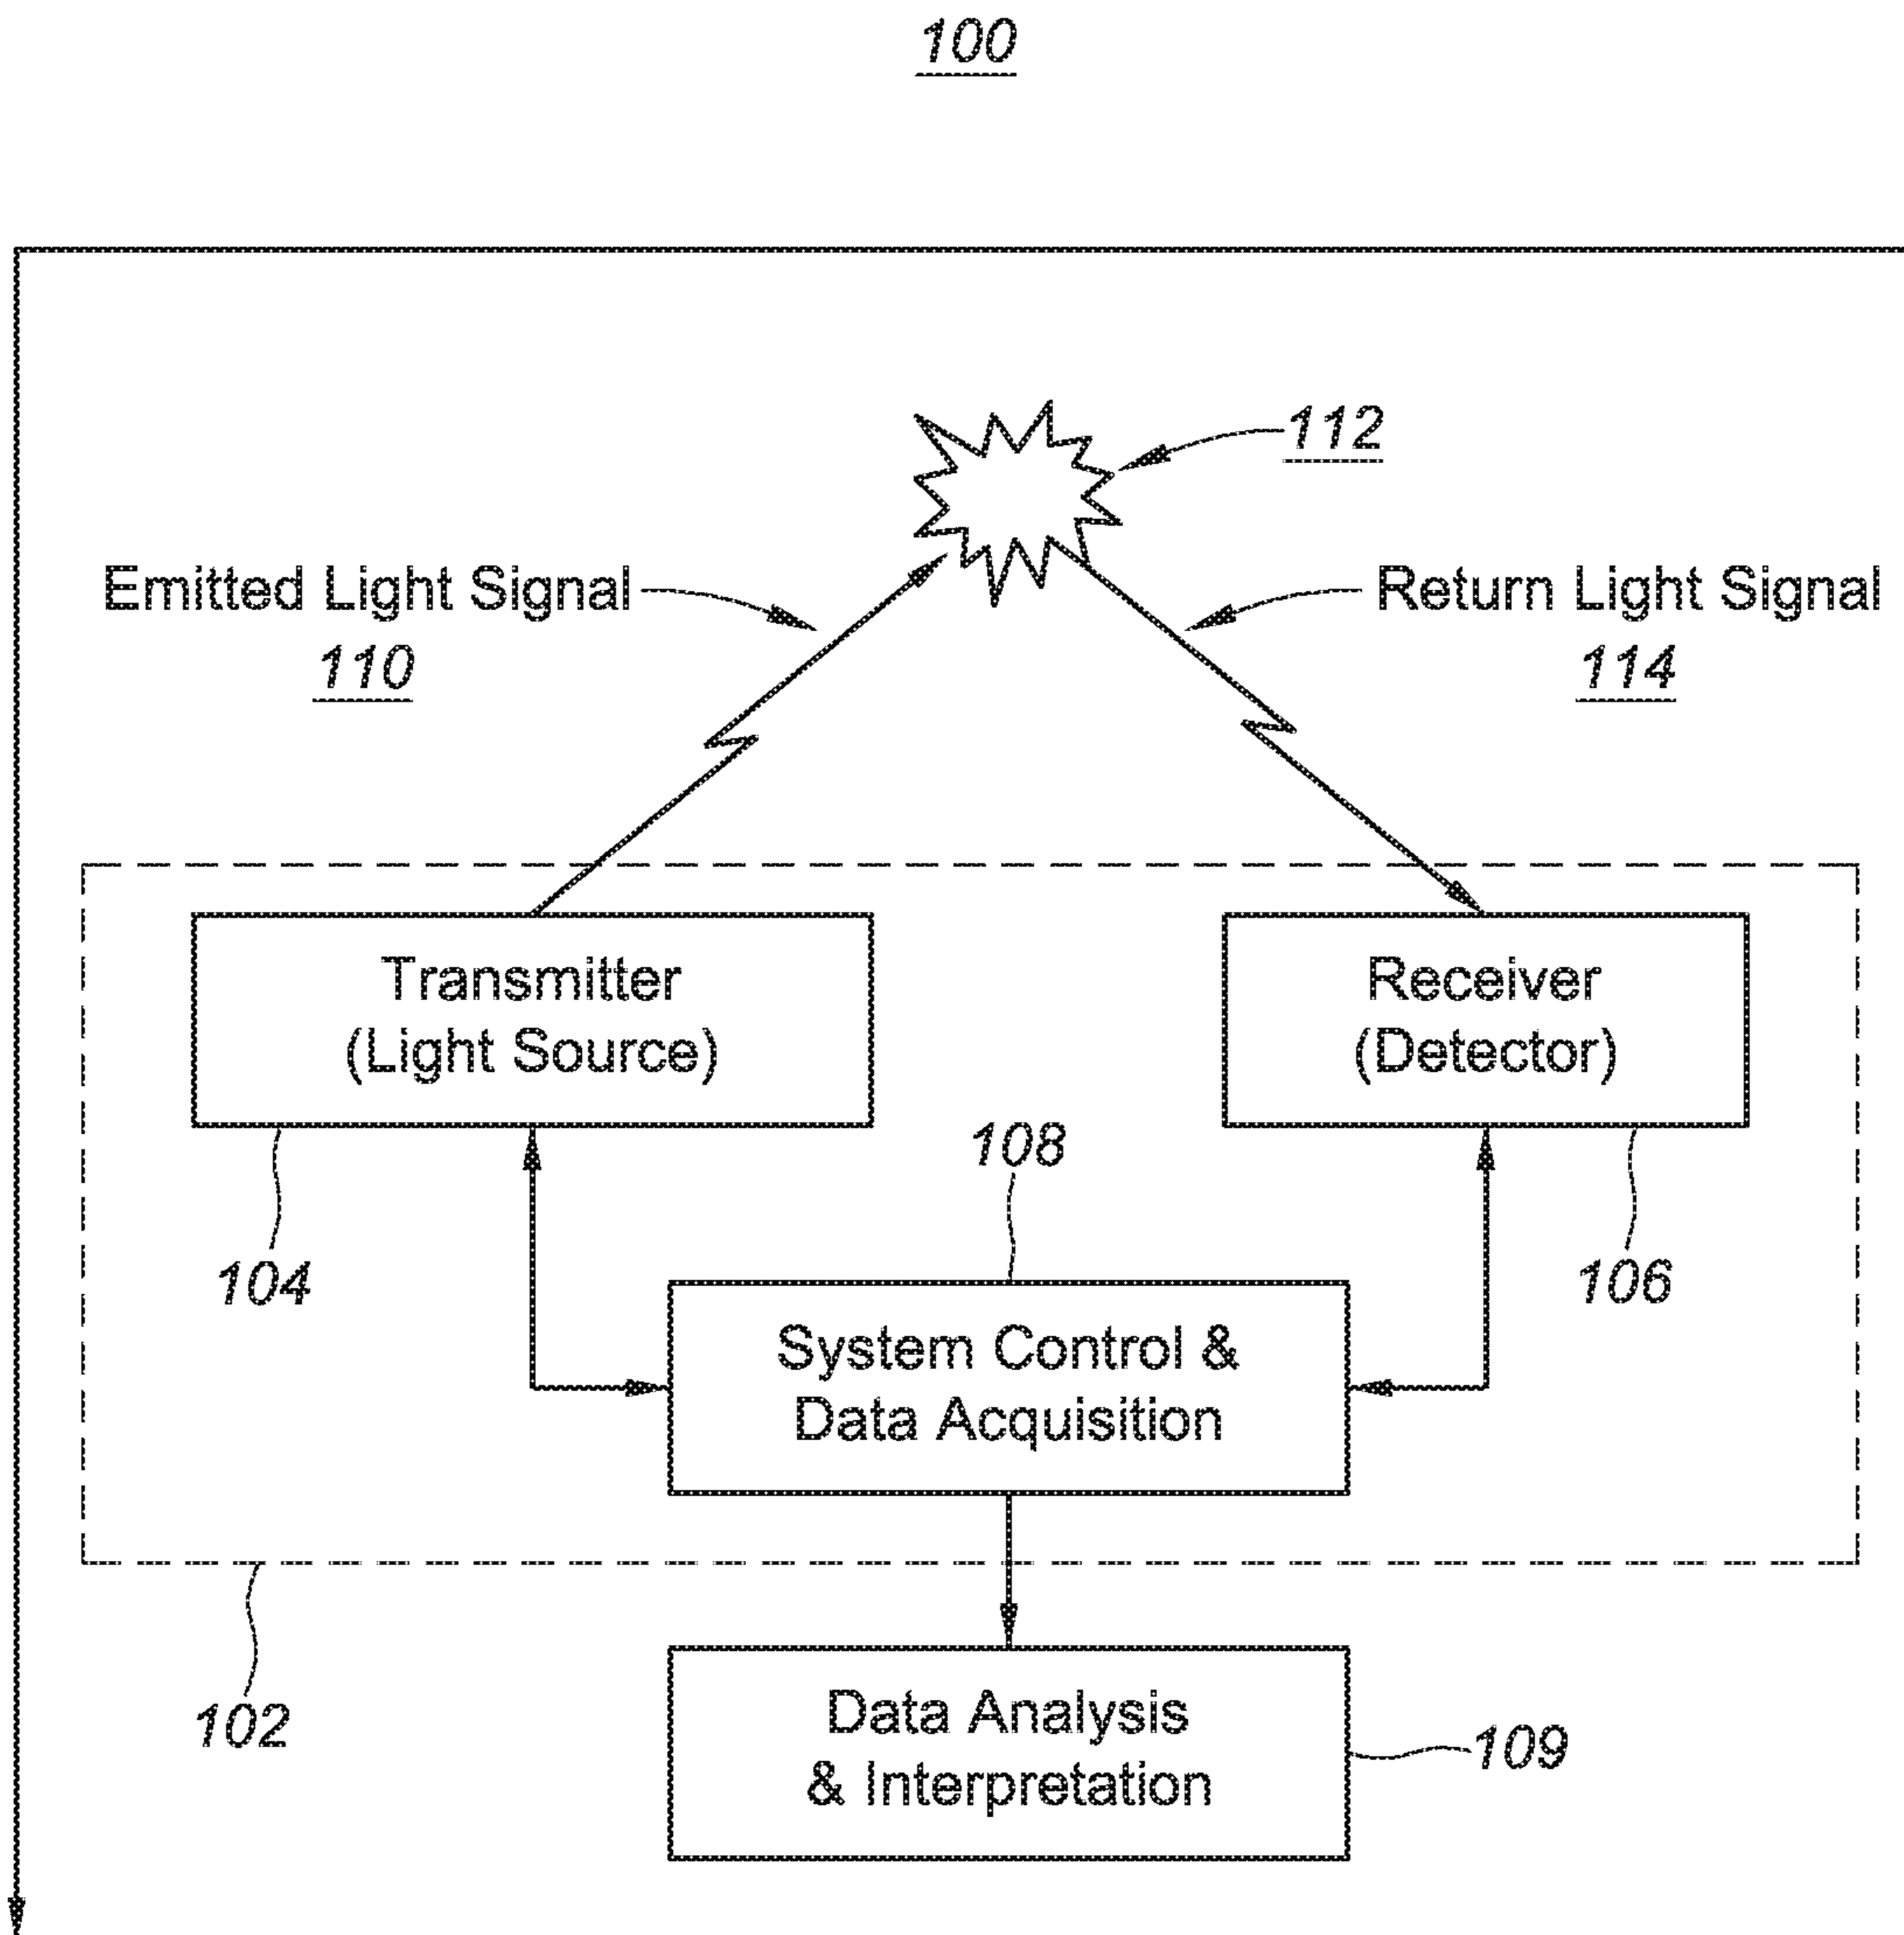 100
112
Emitted Light Signal
110
Return Light Signal
114
Transmitter
(Light Source)
Receiver
(Detector)
104
108
106
System Control &
Data Acquisition
102
Data Analysis
& Interpretation
109